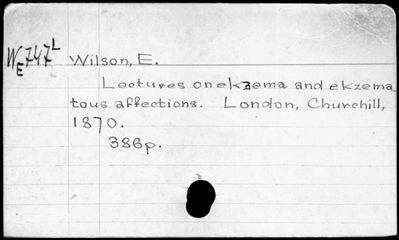 WE747L Wilson, E.
Lectures on ekzema and ekzema
tous affections. London, Churchill,
1870.
386p.